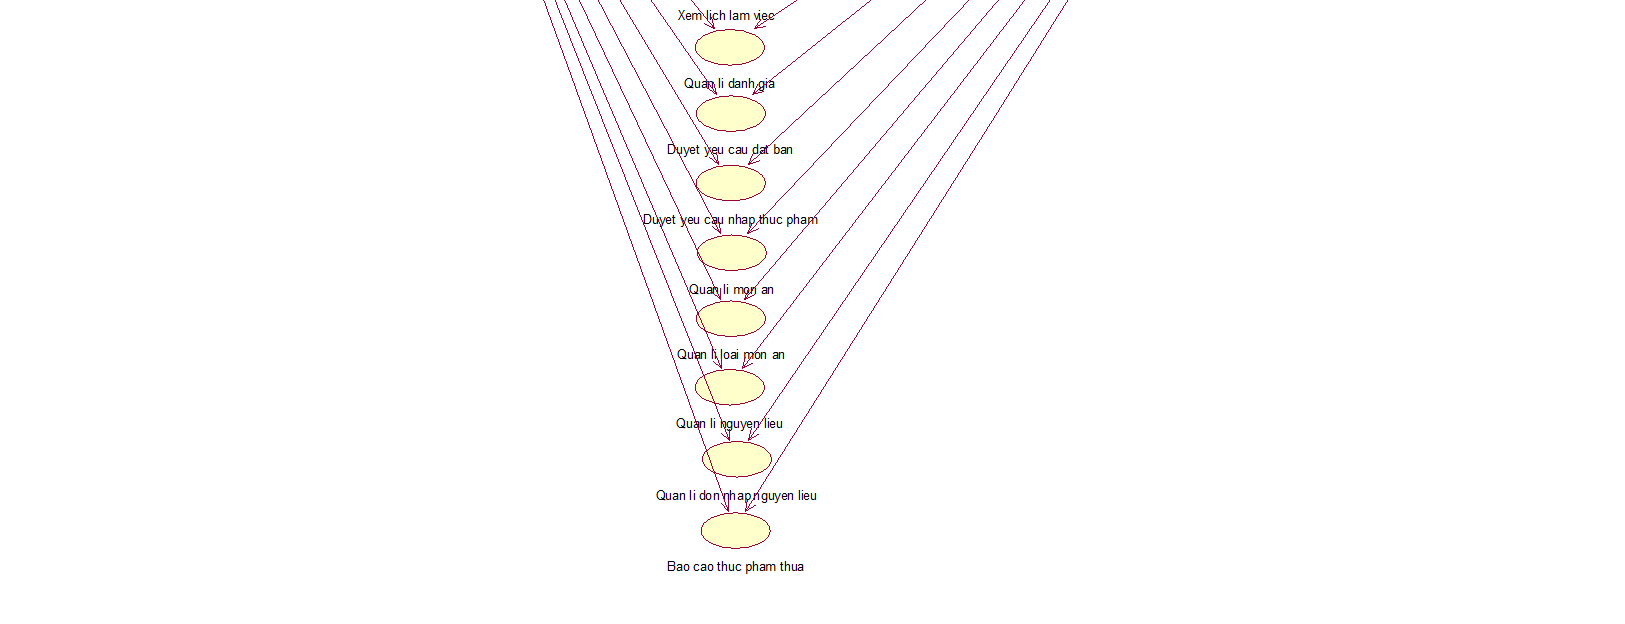 Xem lich lam viec
Quan li danh gia
Duyet yeu cau dat ban
Duyet yeu cau nhap thuc pham
Quan li mon an
Quan li loai mon an
Quan li nguyen lieu
Quan li don nhap nguyen lieu
Bao cao thuc pham thua